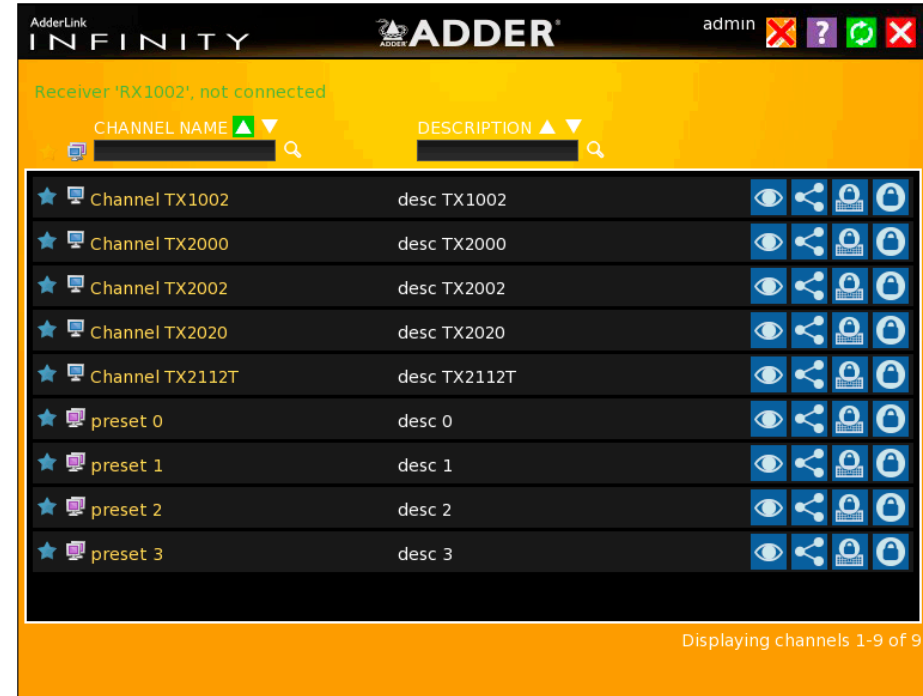 AdderLink
INFINITY
ADDER
ADDER®
admin
?
Receiver 'RX1002', not connected
CHANNEL NAME
DESCRIPTION
Channel TX1002 desc TX1002
Channel TX2000 desc TX2000
Channel TX2002 desc TX2002
Channel TX2020 desc TX2020
Channel TX2112T desc TX2112T
preset 0 desc 0
preset 1 desc 1
preset 2 desc 2
preset 3 desc 3
Displaying channels 1-9 of 9